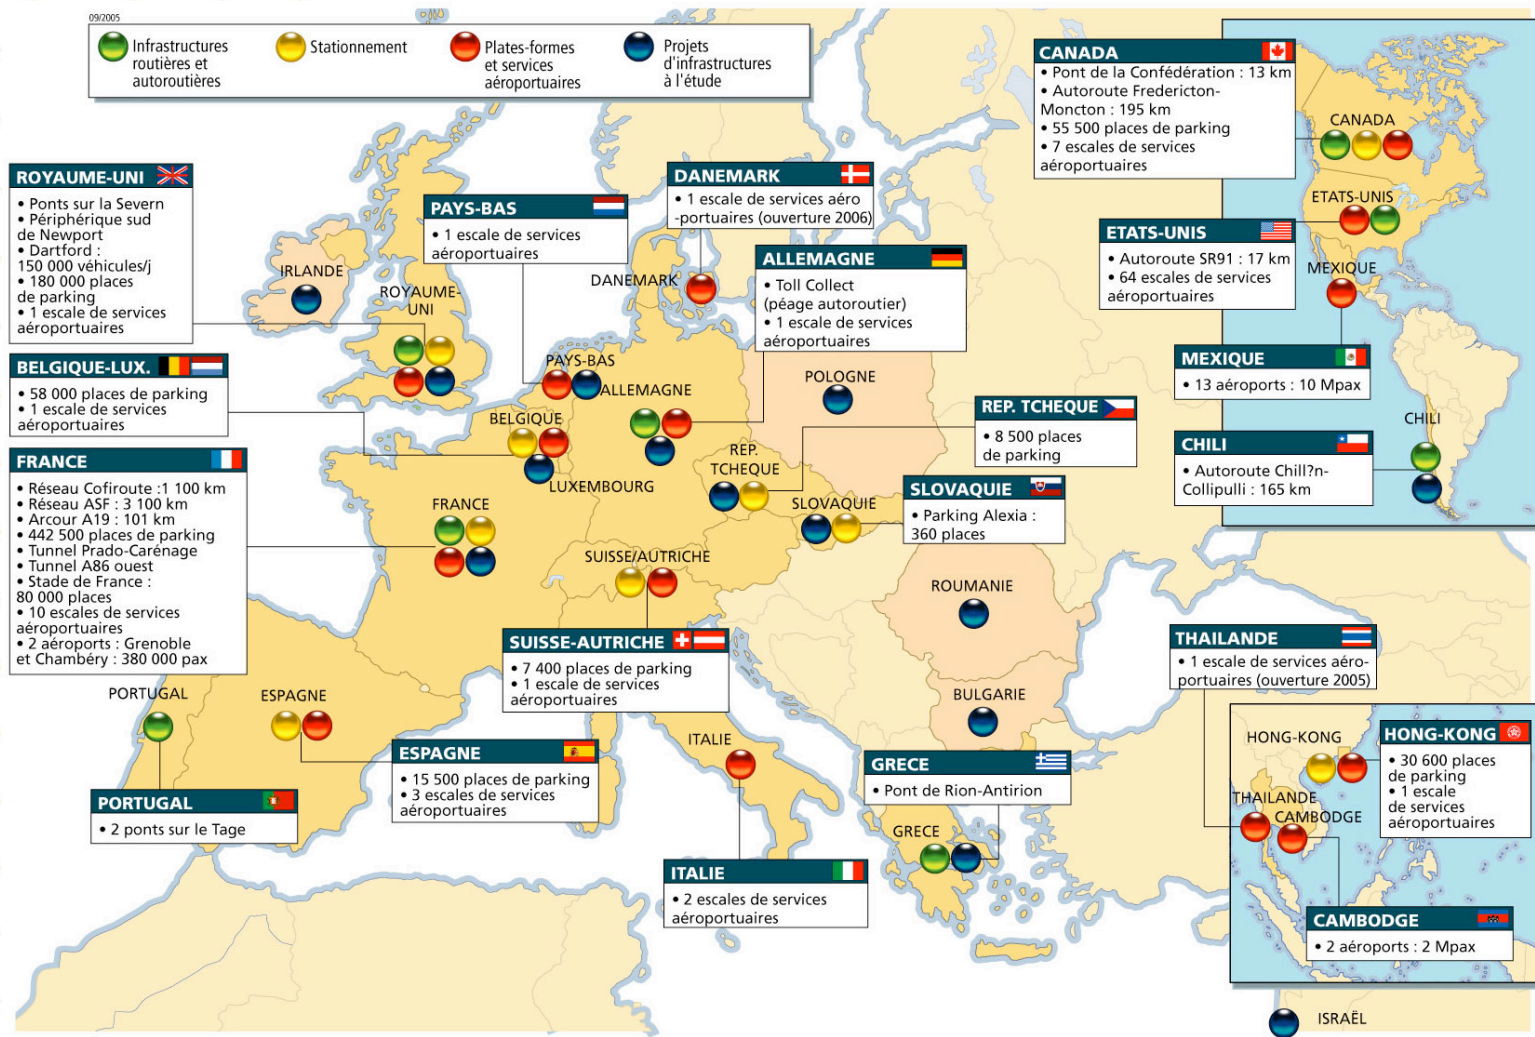 09/2005
Infrastructures
routières et
autoroutières
Stationnement
Plates-formes
et services
aéroportuaires
Projets
d'infrastructures
à l'étude
CANADA
• Pont de la Confédération : 13 km
• Autoroute Fredericton-
Moncton : 195 km
• 55 500 places de parking
• 7 escales de services
aéroportuaires
CANADA
ETATS-UNIS
ETATS-UNIS
• Autoroute SR91 : 17 km
• 64 escales de services
aéroportuaires
MEXIQUE
MEXIQUE
• 13 aéroports : 10 Mpax
CHILI
CHILI
• Autoroute Chill?n-
Collipulli : 165 km
ROYAUME-UNI
• Ponts sur la Severn
• Périphérique sud
de Newport
• Dartford :
150 000 véhicules/j
• 180 000 places
de parking
• 1 escale de services
aéroportuaires
IRLANDE
ROYAUME-
UNI
PAYS-BAS
• 1 escale de services
aéroportuaires
DANEMARK
• 1 escale de services aéro
-portuaires (ouverture 2006)
DANEMARK
ALLEMAGNE
• Toll Collect
(péage autoroutier)
• 1 escale de services
aéroportuaires
BELGIQUE-LUX.
• 58 000 places de parking
• 1 escale de services
aéroportuaires
PAYS-BAS
ALLEMAGNE
BELGIQUE
LUXEMBOURG
POLOGNE
REP. TCHEQUE
• 8 500 places
de parking
REP.
TCHEQUE
SLOVAQUIE
SLOVAQUIE
• Parking Alexia :
360 places
FRANCE
• Réseau Cofiroute :1 100 km
• Réseau ASF : 3 100 km
• Arcour A19 : 101 km
• 442 500 places de parking
• Tunnel Prado-Carénage
• Tunnel A86 ouest
• Stade de France :
80 000 places
• 10 escales de services
aéroportuaires
• 2 aéroports : Grenoble
et Chambéry : 380 000 pax
FRANCE
SUISSE/AUTRICHE
SUISSE-AUTRICHE
• 7 400 places de parking
• 1 escale de services
aéroportuaires
ROUMANIE
BULGARIE
PORTUGAL
ESPAGNE
PORTUGAL
• 2 ponts sur le Tage
ESPAGNE
• 15 500 places de parking
• 3 escales de services
aéroportuaires
ITALIE
ITALIE
• 2 escales de services
aéroportuaires
GRECE
• Pont de Rion-Antirion
GRECE
THAILANDE
• 1 escale de services aéro-
portuaires (ouverture 2005)
HONG-KONG
HONG-KONG
• 30 600 places
de parking
• 1 escale
de services
aéroportuaires
THAILANDE
CAMBODGE
CAMBODGE
• 2 aéroports : 2 Mpax
ISRAËL